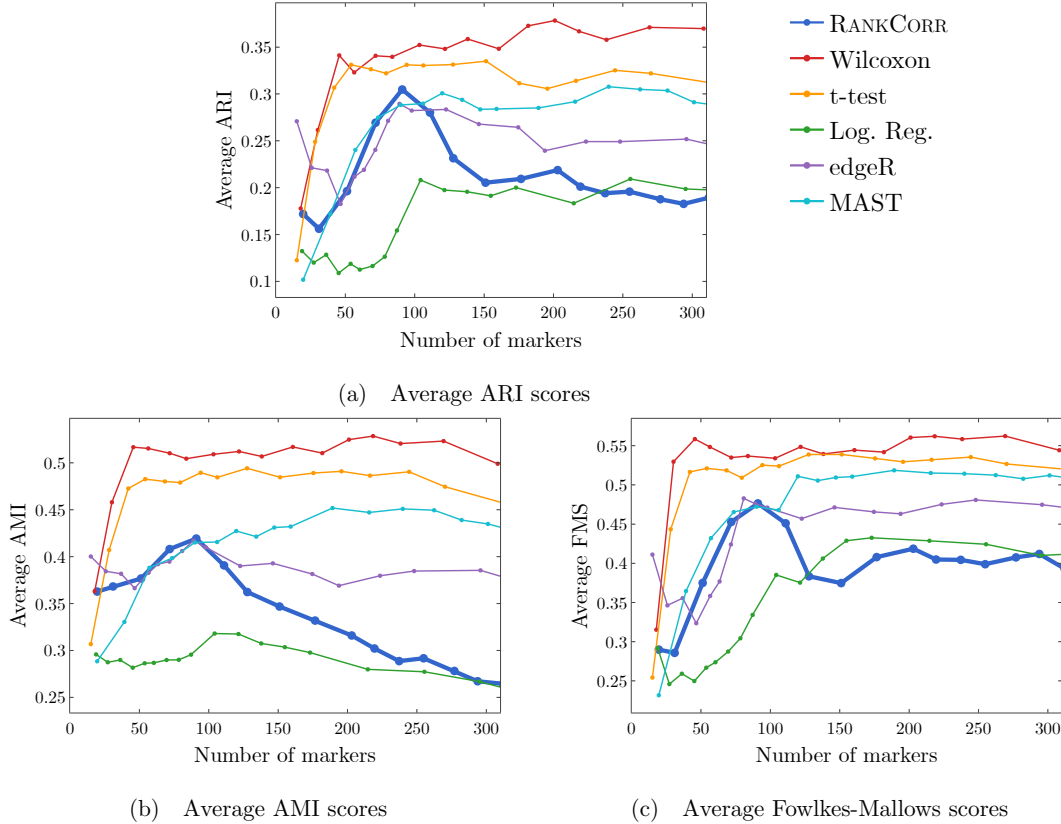 0.35
0.3
0.25
0.2
0.15
0.1
Average ARI
0 50 100 150 200 250 300
Number of markers
RANKCORR
Wilcoxon
t-test
Log. Reg.
edgeR
MAST
(a) Average ARI scores
0.5
0.45
0.4
0.35
0.3
0.25
Average AMI
0 50 100 150 200 250 300
Number of markers
(b) Average AMI scores
0.55
0.5
0.45
0.4
0.35
0.3
0.25
Average FMS
0 50 100 150 200 250 300
Number of markers
(c) Average Fowlkes-Mallows scores